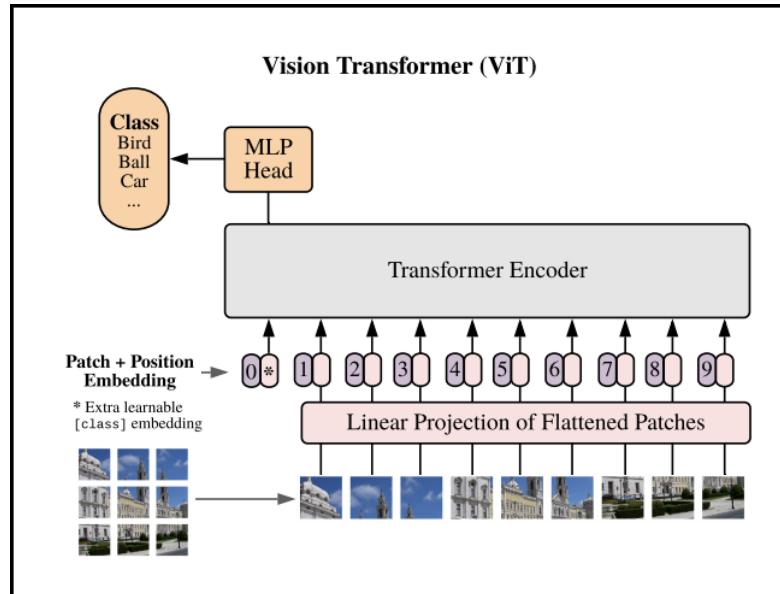 Vision Transformer (ViT)
Class
Bird
Ball
Car
...
MLP
Head
Transformer Encoder
Patch + Position
Embedding
0 * 1 2 3 4 5 6 7 8 9
* Extra learnable
[class] embedding
Linear Projection of Flattened Patches